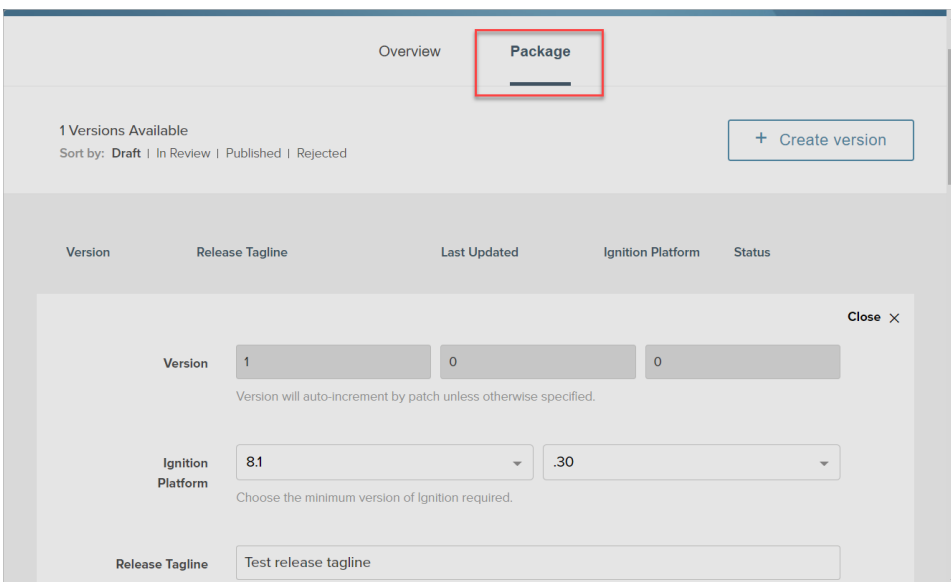 Overview Package
1 Versions Available
Sort by: Draft | In Review | Published | Rejected
+ Create version
Version Release Tagline Last Updated Ignition Platform Status
Close ×
Version 1 0 0
Version will auto-increment by patch unless otherwise specified.
Ignition Platform 8.1 .30
Choose the minimum version of Ignition required.
Release Tagline Test release tagline